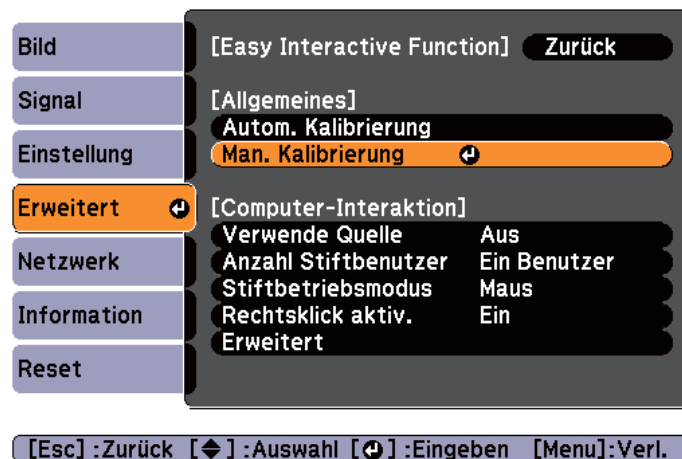 Bild
Signal
Einstellung
Erweitert
Netzwerk
Information
Reset
[Easy Interactive Function] Zurück
[Allgemeines]
Autom. Kalibrierung
Man. Kalibrierung
[Computer-Interaktion]
Verwende Quelle Aus
Anzahl Stiftbenutzer Ein Benutzer
Stiftbetriebsmodus Maus
Rechtsklick aktiv. Ein
Erweitert
[Esc] :Zurück [◆] :Auswahl [⏎] :Eingeben [Menu]:Verl.